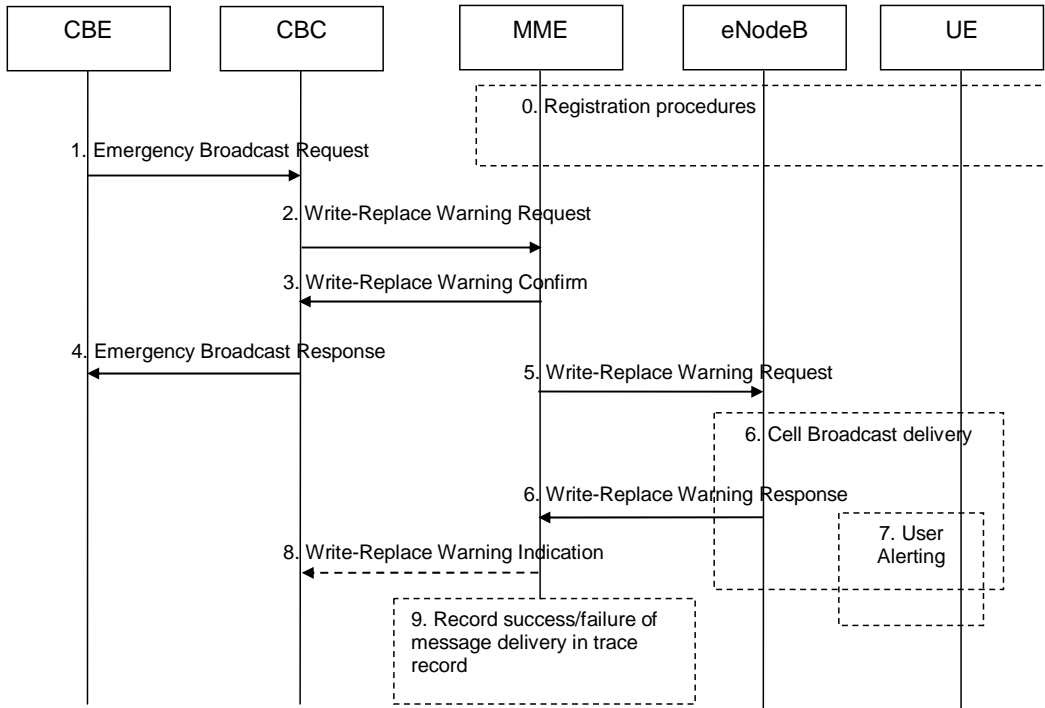 CBE
CBC
MME
eNodeB
UE
0. Registration procedures
1. Emergency Broadcast Request
2. Write-Replace Warning Request
3. Write-Replace Warning Confirm
4. Emergency Broadcast Response
5. Write-Replace Warning Request
6. Cell Broadcast delivery
6. Write-Replace Warning Response
7. User
Alerting
8. Write-Replace Warning Indication
9. Record success/failure of
message delivery in trace
record